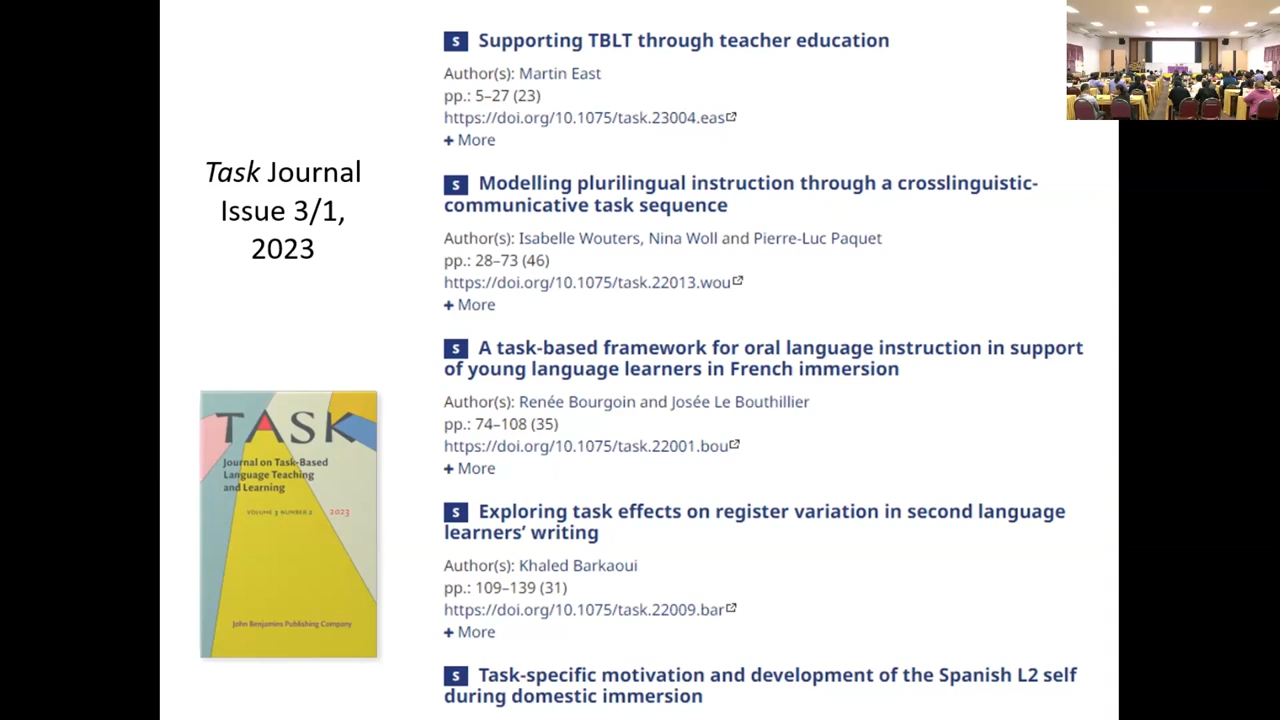 Task Journal
Issue 3/1,
2023
TASK
Journal on Task-Based
Language Teaching
and Learning
VOLUME 3 NUMBER 2 2023
John Benjamins Publishing Company
S Supporting TBLT through teacher education
Author(s): Martin East
pp.: 5–27 (23)
https://doi.org/10.1075/task.23004.eas
+ More
S Modelling plurilingual instruction through a crosslinguistic-
communicative task sequence
Author(s): Isabelle Wouters, Nina Woll and Pierre-Luc Paquet
pp.: 28–73 (46)
https://doi.org/10.1075/task.22013.wou
+ More
S A task-based framework for oral language instruction in support
of young language learners in French immersion
Author(s): Renée Bourgoin and Josée Le Bouthillier
pp.: 74–108 (35)
https://doi.org/10.1075/task.22001.bou
+ More
S Exploring task effects on register variation in second language
learners’ writing
Author(s): Khaled Barkaoui
pp.: 109–139 (31)
https://doi.org/10.1075/task.22009.bar
+ More
S Task-specific motivation and development of the Spanish L2 self
during domestic immersion